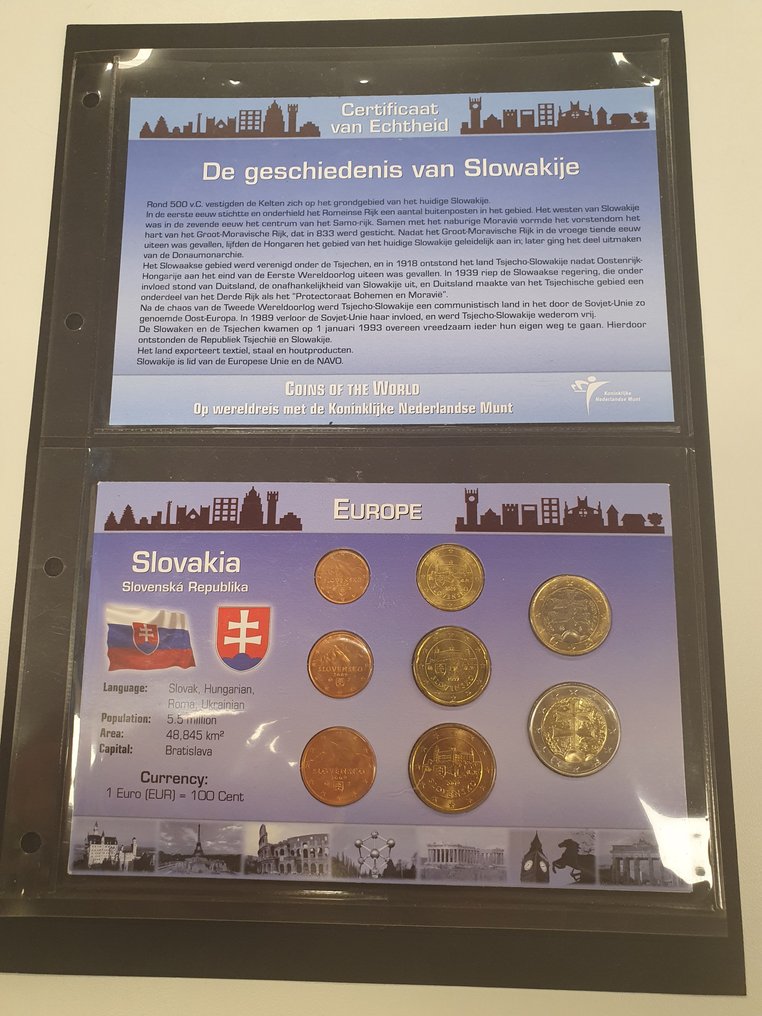 Certificaat
van Echtheid
De geschiedenis van Slowakije
Rond 500 v.C. vestigden de Kelten zich op het grondgebied van het huidige Slowakije.
In de eerste eeuw stichtte en onderhield het Romeinse Rijk een aantal buitenposten in het gebied. Het westen van Slowakije
was in de zevende eeuw het centrum van het Samo-rijk. Samen met het naburige Moravië vormde het vorstendom het
hart van het Groot-Moravische Rijk, dat in 833 werd gesticht. Nadat het Groot-Moravische Rijk in de vroege tiende eeuw
uiteen was gevallen, lijfden de Hongaren het gebied van het huidige Slowakije geleidelijk aan in; later ging het deel uitmaken
van de Donaumonarchie.
Het Slowaakse gebied werd verenigd onder de Tsjechen, en in 1918 ontstond het land Tsjecho-Slowakije nadat Oostenrijk-
Hongarije aan het eind van de Eerste Wereldoorlog uiteen was gevallen. In 1939 riep de Slowaakse regering, die onder
invloed stond van Duitsland, de onafhankelijkheid van Slowakije uit, en Duitsland maakte van het Tsjechische gebied een
onderdeel van het Derde Rijk als het "Protectoraat Bohemen en Moravië".
Na de chaos van de Tweede Wereldoorlog werd Tsjecho-Slowakije een communistisch land in het door de Sovjet-Unie zo
genoemde Oost-Europa. In 1989 verloor de Sovjet-Unie haar invloed, en werd Tsjecho-Slowakije wederom vrij.
De Slowaken en de Tsjechen kwamen op 1 januari 1993 overeen vreedzaam ieder hun eigen weg te gaan. Hierdoor
ontstonden de Republiek Tsjechië en Slowakije.
Het land exporteert textiel, staal en houtproducten.
Slowakije is lid van de Europese Unie en de NAVO.
COINS OF THE WORLD
Op wereldreis met de Koninklijke Nederlandse Munt
Koninklijke
Nederlandse Munt
EUROPE
Slovakia
Slovenská Republika
Language: Slovak, Hungarian,
Roma, Ukrainian
Population: 5.5 million
Area: 48,845 km²
Capital: Bratislava
Currency:
1 Euro (EUR) = 100 Cent
SLOVENSKO
2009
SLOVENSKO
2009
SLOVENSKO
2009
SLOVENSKO
SLOVENSKO
2009
SLOVENSKO